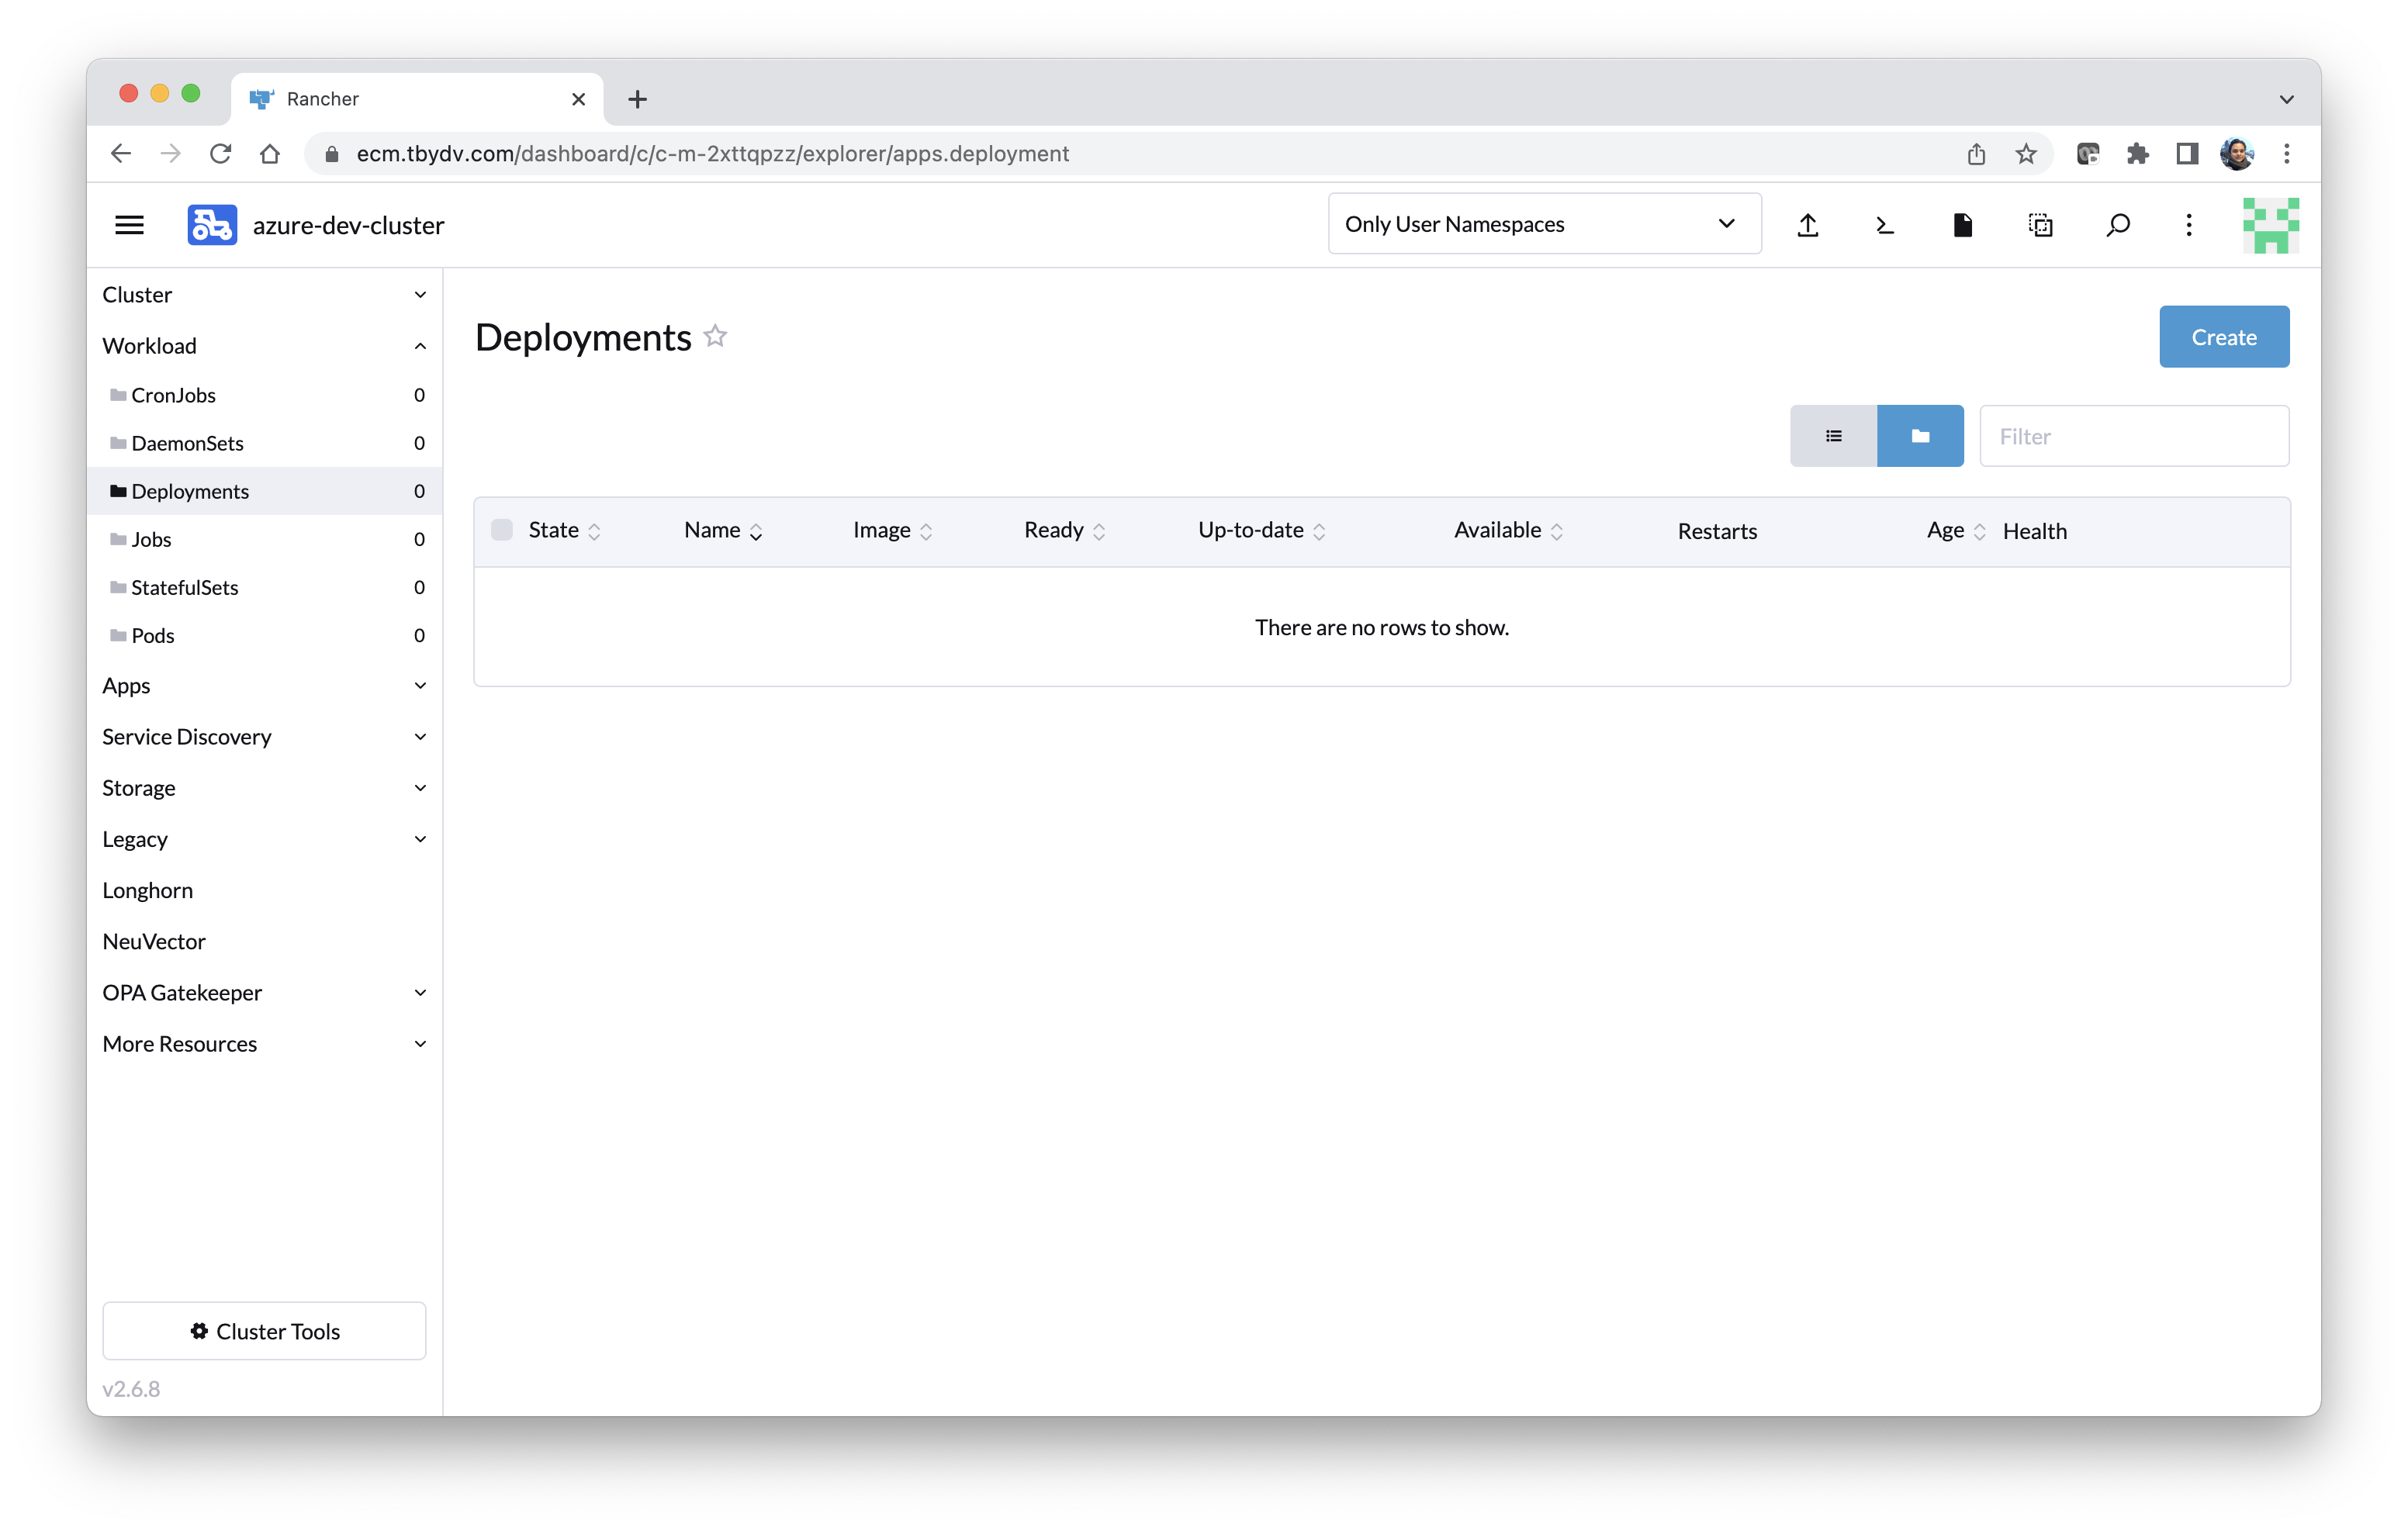 Rancher
ecm.tbydv.com/dashboard/c/c-m-2xttqpzz/explorer/apps.deployment
azure-dev-cluster
Only User Namespaces
Cluster
Workload
CronJobs 0
DaemonSets 0
Deployments 0
Jobs 0
StatefulSets 0
Pods 0
Apps
Service Discovery
Storage
Legacy
Longhorn
NeuVector
OPA Gatekeeper
More Resources
Cluster Tools
v2.6.8
Deployments
Create
Filter
State Name Image Ready Up-to-date Available Restarts Age Health
There are no rows to show.